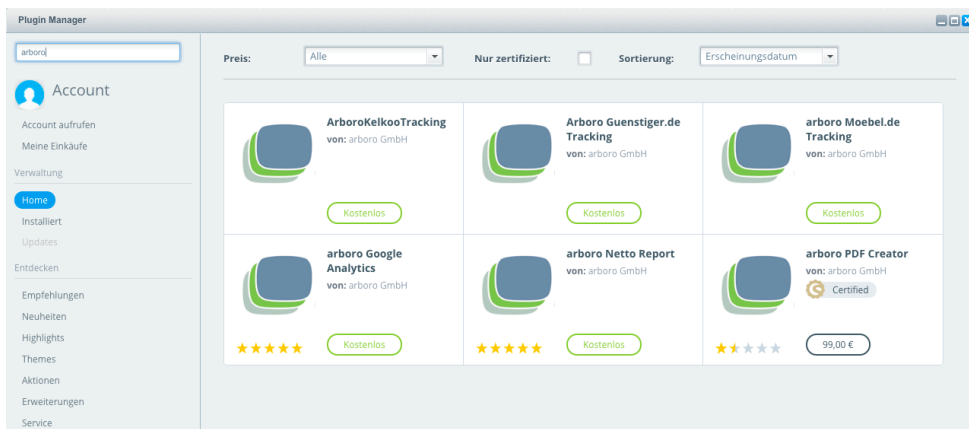 Plugin Manager
arboro
Account
Account aufrufen
Meine Einkäufe
Verwaltung
Home
Installiert
Updates
Entdecken
Empfehlungen
Neuheiten
Highlights
Themes
Aktionen
Erweiterungen
Service
Preis: Alle Nur zertifiziert: Sortierung: Erscheinungsdatum
ArboroKelkooTracking
von: arboro GmbH
Kostenlos
arboro Guenstiger.de
Tracking
von: arboro GmbH
Kostenlos
arboro Moebel.de
Tracking
von: arboro GmbH
Kostenlos
arboro Google
Analytics
von: arboro GmbH
Kostenlos
arboro Netto Report
von: arboro GmbH
Kostenlos
arboro PDF Creator
von: arboro GmbH
Certified
99,00 €